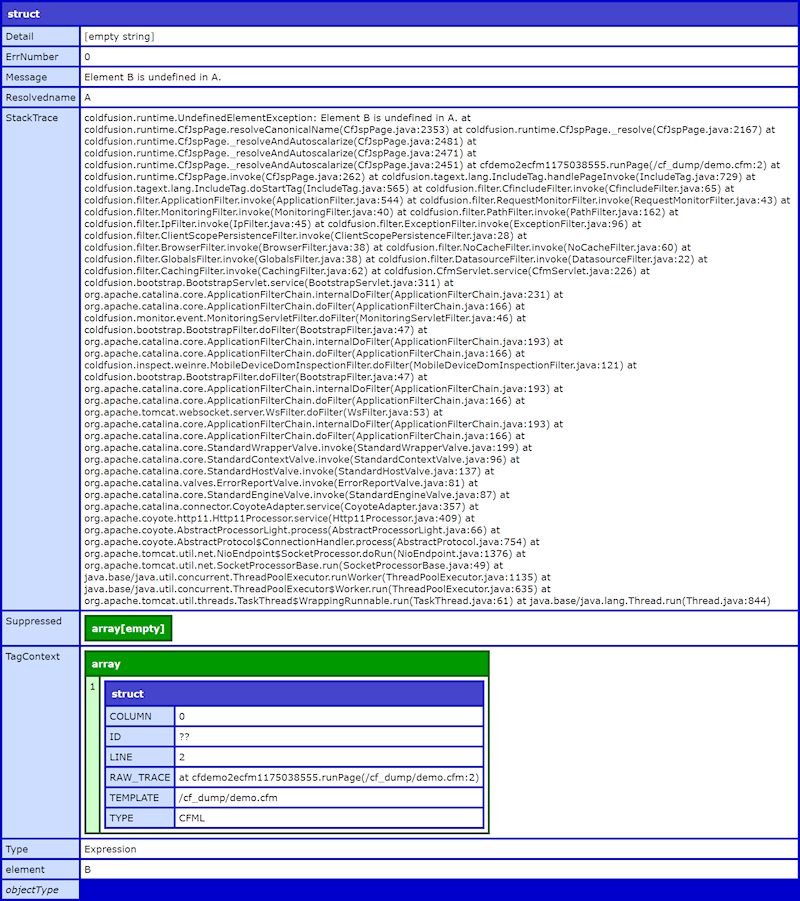 struct
Detail [empty string]
ErrNumber 0
Message Element B is undefined in A.
Resolvedname A
StackTrace coldfusion.runtime.UndefinedElementException: Element B is undefined in A. at
coldfusion.runtime.CfJspPage.resolveCanonicalName(CfJspPage.java:2353) at coldfusion.runtime.CfJspPage._resolve(CfJspPage.java:2167) at
coldfusion.runtime.CfJspPage._resolveAndAutoscalarize(CfJspPage.java:2481) at
coldfusion.runtime.CfJspPage._resolveAndAutoscalarize(CfJspPage.java:2471) at
coldfusion.runtime.CfJspPage._resolveAndAutoscalarize(CfJspPage.java:2451) at cfdemo2ecfm1175038555.runPage(/cf_dump/demo.cfm:2) at
coldfusion.runtime.CfJspPage.invoke(CfJspPage.java:262) at coldfusion.tagext.lang.IncludeTag.handlePageInvoke(IncludeTag.java:729) at
coldfusion.tagext.lang.IncludeTag.doStartTag(IncludeTag.java:565) at coldfusion.filter.CfincludeFilter.invoke(CfincludeFilter.java:65) at
coldfusion.filter.ApplicationFilter.invoke(ApplicationFilter.java:544) at coldfusion.filter.RequestMonitorFilter.invoke(RequestMonitorFilter.java:43) at
coldfusion.filter.MonitoringFilter.invoke(MonitoringFilter.java:40) at coldfusion.filter.PathFilter.invoke(PathFilter.java:162) at
coldfusion.filter.IpFilter.invoke(IpFilter.java:45) at coldfusion.filter.ExceptionFilter.invoke(ExceptionFilter.java:96) at
coldfusion.filter.ClientScopePersistenceFilter.invoke(ClientScopePersistenceFilter.java:28) at
coldfusion.filter.BrowserFilter.invoke(BrowserFilter.java:38) at coldfusion.filter.NoCacheFilter.invoke(NoCacheFilter.java:60) at
coldfusion.filter.GlobalsFilter.invoke(GlobalsFilter.java:38) at coldfusion.filter.DatasourceFilter.invoke(DatasourceFilter.java:22) at
coldfusion.filter.CachingFilter.invoke(CachingFilter.java:62) at coldfusion.CfmServlet.service(CfmServlet.java:226) at
coldfusion.bootstrap.BootstrapServlet.service(BootstrapServlet.java:311) at
org.apache.catalina.core.ApplicationFilterChain.internalDoFilter(ApplicationFilterChain.java:231) at
org.apache.catalina.core.ApplicationFilterChain.doFilter(ApplicationFilterChain.java:166) at
coldfusion.monitor.event.MonitoringServletFilter.doFilter(MonitoringServletFilter.java:46) at
coldfusion.bootstrap.BootstrapFilter.doFilter(BootstrapFilter.java:47) at
org.apache.catalina.core.ApplicationFilterChain.internalDoFilter(ApplicationFilterChain.java:193) at
org.apache.catalina.core.ApplicationFilterChain.doFilter(ApplicationFilterChain.java:166) at
coldfusion.inspect.weinre.MobileDeviceDomInspectionFilter.doFilter(MobileDeviceDomInspectionFilter.java:121) at
coldfusion.bootstrap.BootstrapFilter.doFilter(BootstrapFilter.java:47) at
org.apache.catalina.core.ApplicationFilterChain.internalDoFilter(ApplicationFilterChain.java:193) at
org.apache.catalina.core.ApplicationFilterChain.doFilter(ApplicationFilterChain.java:166) at
org.apache.tomcat.websocket.server.WsFilter.doFilter(WsFilter.java:53) at
org.apache.catalina.core.ApplicationFilterChain.internalDoFilter(ApplicationFilterChain.java:193) at
org.apache.catalina.core.ApplicationFilterChain.doFilter(ApplicationFilterChain.java:166) at
org.apache.catalina.core.StandardWrapperValve.invoke(StandardWrapperValve.java:199) at
org.apache.catalina.core.StandardContextValve.invoke(StandardContextValve.java:96) at
org.apache.catalina.core.StandardHostValve.invoke(StandardHostValve.java:137) at
org.apache.catalina.valves.ErrorReportValve.invoke(ErrorReportValve.java:81) at
org.apache.catalina.core.StandardEngineValve.invoke(StandardEngineValve.java:87) at
org.apache.catalina.connector.CoyoteAdapter.service(CoyoteAdapter.java:357) at
org.apache.coyote.http11.Http11Processor.service(Http11Processor.java:409) at
org.apache.coyote.AbstractProcessorLight.process(AbstractProcessorLight.java:66) at
org.apache.coyote.AbstractProtocol$ConnectionHandler.process(AbstractProtocol.java:754) at
org.apache.tomcat.util.net.NioEndpoint$SocketProcessor.doRun(NioEndpoint.java:1376) at
org.apache.tomcat.util.net.SocketProcessorBase.run(SocketProcessorBase.java:49) at
java.base/java.util.concurrent.ThreadPoolExecutor.runWorker(ThreadPoolExecutor.java:1135) at
java.base/java.util.concurrent.ThreadPoolExecutor$Worker.run(ThreadPoolExecutor.java:635) at
org.apache.tomcat.util.threads.TaskThread$WrappingRunnable.run(TaskThread.java:61) at java.base/java.lang.Thread.run(Thread.java:844)
Suppressed array[empty]
TagContext array
1 struct
COLUMN 0
ID ??
LINE 2
RAW_TRACE at cfdemo2ecfm1175038555.runPage(/cf_dump/demo.cfm:2)
TEMPLATE /cf_dump/demo.cfm
TYPE CFML
Type Expression
element B
objectType